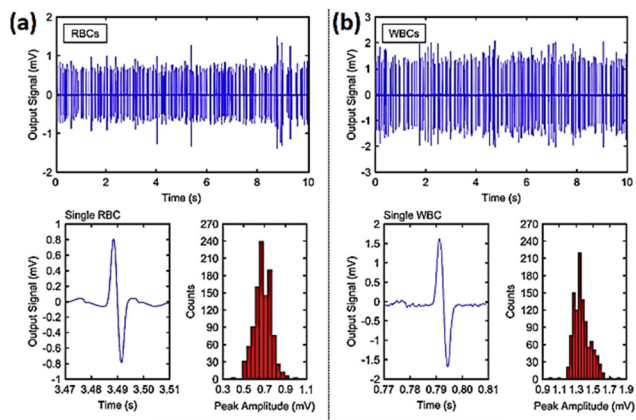 (a)
RBCs
Output Signal (mV)
2
1
0
-1
-2
0 2 4 6 8 10
Time (s)
Single RBC
Output Signal (mV)
1
0.8
0.6
0.4
0.2
0
-0.2
-0.4
-0.6
-0.8
-1
3.47 3.48 3.49 3.50 3.51
Time (s)
Counts
270
240
210
180
150
120
90
60
30
0
0.3 0.5 0.7 0.9 1.1
Peak Amplitude (mV)
(b)
WBCs
Output Signal (mV)
3
2
1
0
-1
-2
-3
0 2 4 6 8 10
Time (s)
Single WBC
Output Signal (mV)
2
1.5
1
0.5
0
-0.5
-1
-1.5
-2
0.77 0.78 0.79 0.80 0.81
Time (s)
Counts
270
240
210
180
150
120
90
60
30
0
0.9 1.1 1.3 1.5 1.7 1.9
Peak Amplitude (mV)